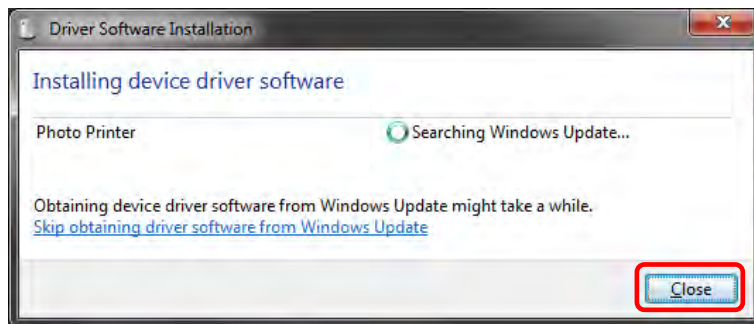 Driver Software Installation
Installing device driver software
Photo Printer Searching Windows Update...
Obtaining device driver software from Windows Update might take a while.
Skip obtaining driver software from Windows Update
Close